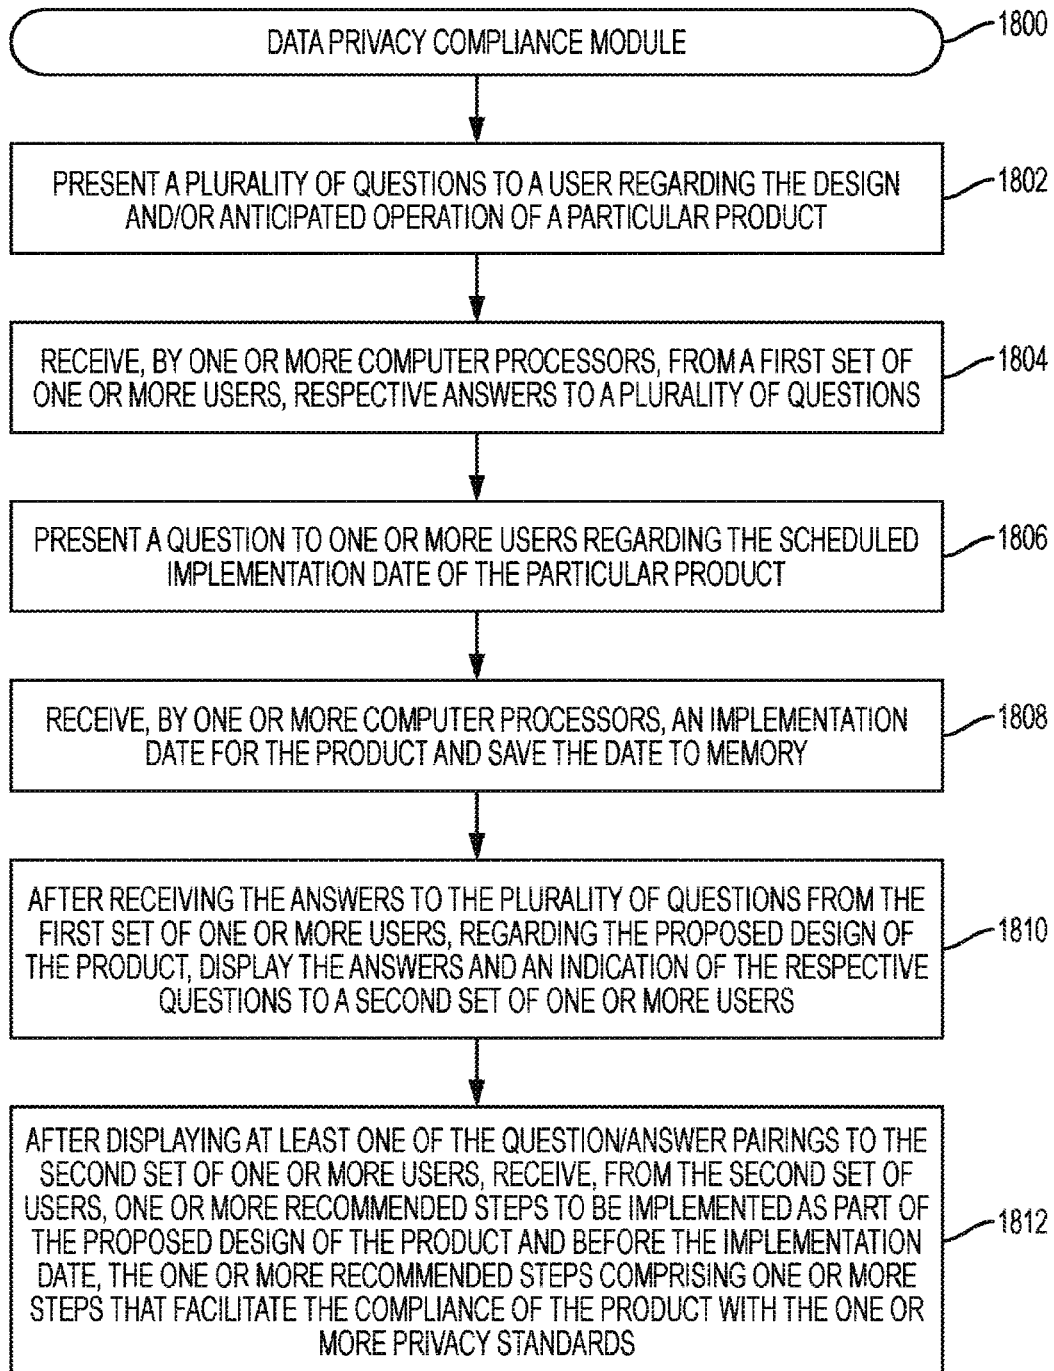 DATA PRIVACY COMPLIANCE MODULE
1800
PRESENT A PLURALITY OF QUESTIONS TO A USER REGARDING THE DESIGN
AND/OR ANTICIPATED OPERATION OF A PARTICULAR PRODUCT
1802
RECEIVE, BY ONE OR MORE COMPUTER PROCESSORS, FROM A FIRST SET OF
ONE OR MORE USERS, RESPECTIVE ANSWERS TO A PLURALITY OF QUESTIONS
1804
PRESENT A QUESTION TO ONE OR MORE USERS REGARDING THE SCHEDULED
IMPLEMENTATION DATE OF THE PARTICULAR PRODUCT
1806
RECEIVE, BY ONE OR MORE COMPUTER PROCESSORS, AN IMPLEMENTATION
DATE FOR THE PRODUCT AND SAVE THE DATE TO MEMORY
1808
AFTER RECEIVING THE ANSWERS TO THE PLURALITY OF QUESTIONS FROM THE
FIRST SET OF ONE OR MORE USERS, REGARDING THE PROPOSED DESIGN OF
THE PRODUCT, DISPLAY THE ANSWERS AND AN INDICATION OF THE RESPECTIVE
QUESTIONS TO A SECOND SET OF ONE OR MORE USERS
1810
AFTER DISPLAYING AT LEAST ONE OF THE QUESTION/ANSWER PAIRINGS TO THE
SECOND SET OF ONE OR MORE USERS, RECEIVE, FROM THE SECOND SET OF
USERS, ONE OR MORE RECOMMENDED STEPS TO BE IMPLEMENTED AS PART OF
THE PROPOSED DESIGN OF THE PRODUCT AND BEFORE THE IMPLEMENTATION
DATE, THE ONE OR MORE RECOMMENDED STEPS COMPRISING ONE OR MORE
STEPS THAT FACILITATE THE COMPLIANCE OF THE PRODUCT WITH THE ONE OR
MORE PRIVACY STANDARDS
1812